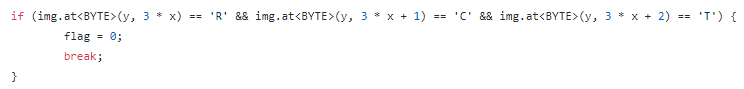 if (img.at<BYTE>(y, 3 * x) == 'R' && img.at<BYTE>(y, 3 * x + 1) == 'C' && img.at<BYTE>(y, 3 * x + 2) == 'T') {
flag = 0;
break;
}